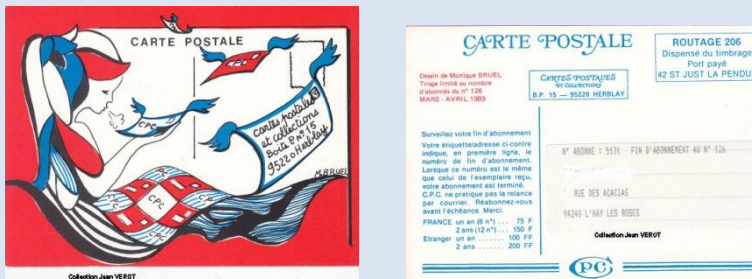 CARTE POSTALE
CPC
CPC
cartes postales
et collections
Boite P. N° 15
95220 Herblay
M. BRUEL
CPC
CPC
CPC
CPC
Collection Jean VEROT
CARTE POSTALE
ROUTAGE 206
Dispensé du timbrage
Port payé
42 ST JUST LA PENDU
Dessin de Monique BRUEL
Tirage limité au nombre
d'abonnés du n° 126
MARS - AVRIL 1989
CARTES POSTALES
ET COLLECTIONS
B.P. 15 — 95220 HERBLAY
Surveillez votre fin d'abonnement
Votre étiquette adresse ci-contre
indique, en première ligne, le
numéro de fin d'abonnement.
Lorsque ce numéro est le même
que celui de l'exemplaire reçu,
votre abonnement est terminé.
C.P.C. ne pratique pas la relance
par courrier. Réabonnez-vous
avant l'échéance. Merci.
FRANCE un an (6 n°) ... 75 F
2 ans (12 n°) ... 150 F
Etranger un an ........ 100 FF
2 ans ........ 200 FF
N° ABONNE : 5131 - FIN D'ABONNEMENT AU N° 126
RUE DES ACACIAS
94240 L'HAY LES ROSES
Collection Jean VEROT
CPC